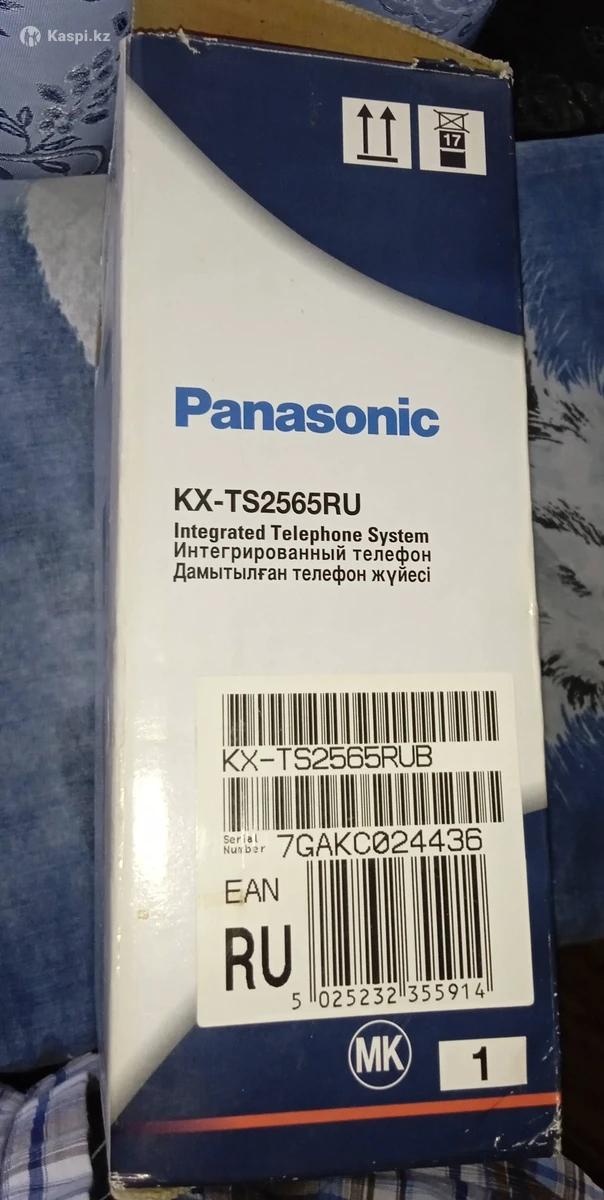 Kaspi.kz
17
Panasonic
KX-TS2565RU
Integrated Telephone System
Интегрированный телефон
Дамытылған телефон жүйесі
KX-TS2565RUB
Serial Number 7GAKC024436
EAN
RU
5 025232 355914
MK
1